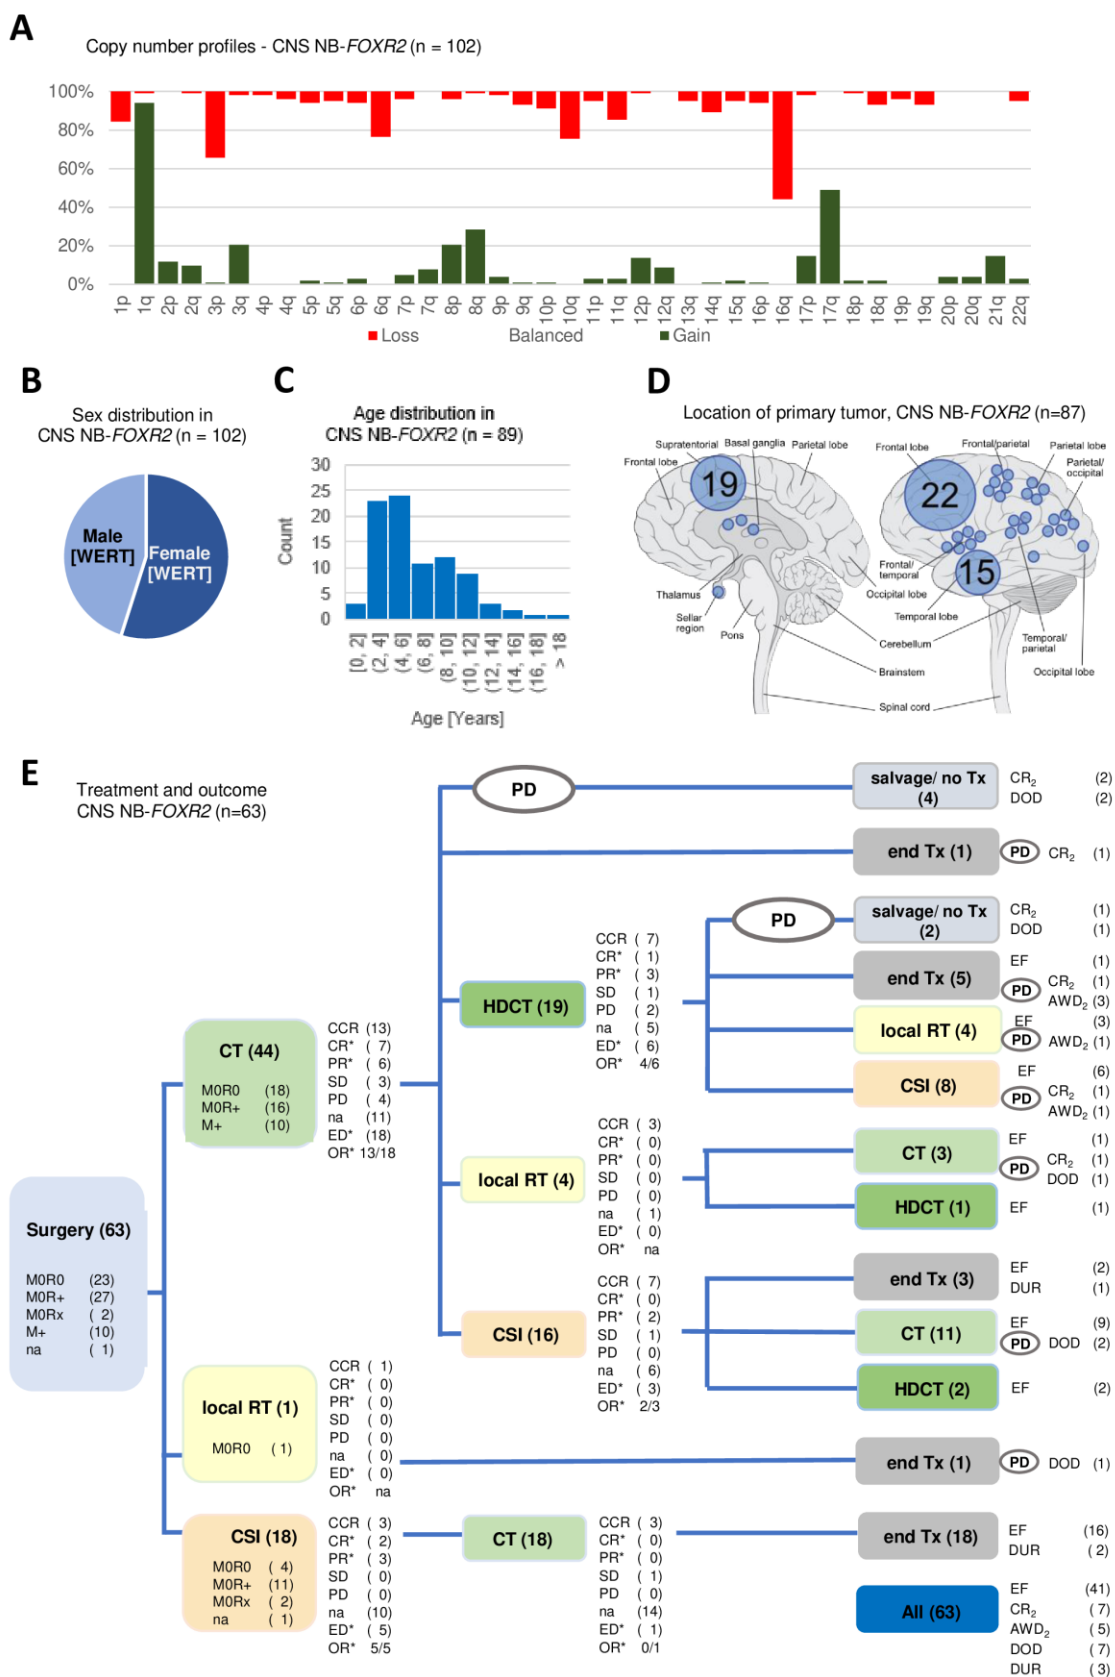 A
Copy number profiles - CNS NB-FOXR2 (n = 102)
100%
80%
60%
40%
20%
0%
1p 1q 2p 2q 3p 3q 4p 4q 5p 5q 6p 6q 7p 7q 8p 8q 9p 9q 10p 10q 11p 11q 12p 12q 13q 14q 15q 16p 16q 17p 17q 18p 18q 19p 19q 20p 20q 21q 22q
Loss Balanced Gain
B
Sex distribution in
CNS NB-FOXR2 (n = 102)
Male
[WERT]
Female
[WERT]
C
Age distribution in
CNS NB-FOXR2 (n = 89)
30
25
20
15
10
5
0
Count
[0, 2] (2, 4] (4, 6] (6, 8] (8, 10] (10, 12] (12, 14] (14, 16] (16, 18] > 18
Age [Years]
D
Location of primary tumor, CNS NB-FOXR2 (n=87)
Supratentorial Basal ganglia Parietal lobe
Frontal lobe
19
Thalamus
Sellar
region
Pons
Occipital lobe
Cerebellum
Brainstem
Spinal cord
Frontal lobe
Frontal/parietal
Parietal lobe
Parietal/
occipital
22
Frontal/
temporal
15
Temporal lobe
Temporal/
parietal
Occipital lobe
E
Treatment and outcome
CNS NB-FOXR2 (n=63)
Surgery (63)
M0R0 (23)
M0R+ (27)
M0Rx ( 2)
M+ (10)
na ( 1)
CT (44)
M0R0 (18)
M0R+ (16)
M+ (10)
CCR (13)
CR* ( 7)
PR* ( 6)
SD ( 3)
PD ( 4)
na (11)
ED* (18)
OR* 13/18
PD
salvage/ no Tx
(4)
CR2 (2)
DOD (2)
end Tx (1)
PD CR2 (1)
HDCT (19)
CCR ( 7)
CR* ( 1)
PR* ( 3)
SD ( 1)
PD ( 2)
na ( 5)
ED* ( 6)
OR* 4/6
PD
salvage/ no Tx
(2)
CR2 (1)
DOD (1)
end Tx (5)
EF (1)
PD CR2 (1)
AWD2 (3)
local RT (4)
EF (3)
PD AWD2 (1)
CSI (8)
EF (6)
PD CR2 (1)
AWD2 (1)
local RT (4)
CCR ( 3)
CR* ( 0)
PR* ( 0)
SD ( 0)
PD ( 0)
na ( 1)
ED* ( 0)
OR* na
CT (3)
EF (1)
PD CR2 (1)
DOD (1)
HDCT (1)
EF (1)
CSI (16)
CCR ( 7)
CR* ( 0)
PR* ( 2)
SD ( 1)
PD ( 0)
na ( 6)
ED* ( 3)
OR* 2/3
end Tx (3)
EF (2)
DUR (1)
CT (11)
EF (9)
PD DOD (2)
HDCT (2)
EF (2)
local RT (1)
M0R0 ( 1)
CCR ( 1)
CR* ( 0)
PR* ( 0)
SD ( 0)
PD ( 0)
na ( 0)
ED* ( 0)
OR* na
end Tx (1)
PD DOD (1)
CSI (18)
M0R0 ( 4)
M0R+ (11)
M0Rx ( 2)
na ( 1)
CCR ( 3)
CR* ( 2)
PR* ( 3)
SD ( 0)
PD ( 0)
na (10)
ED* ( 5)
OR* 5/5
CT (18)
CCR ( 3)
CR* ( 0)
PR* ( 0)
SD ( 1)
PD ( 0)
na (14)
ED* ( 1)
OR* 0/1
end Tx (18)
EF (16)
DUR ( 2)
All (63)
EF (41)
CR2 ( 7)
AWD2 ( 5)
DOD ( 7)
DUR ( 3)